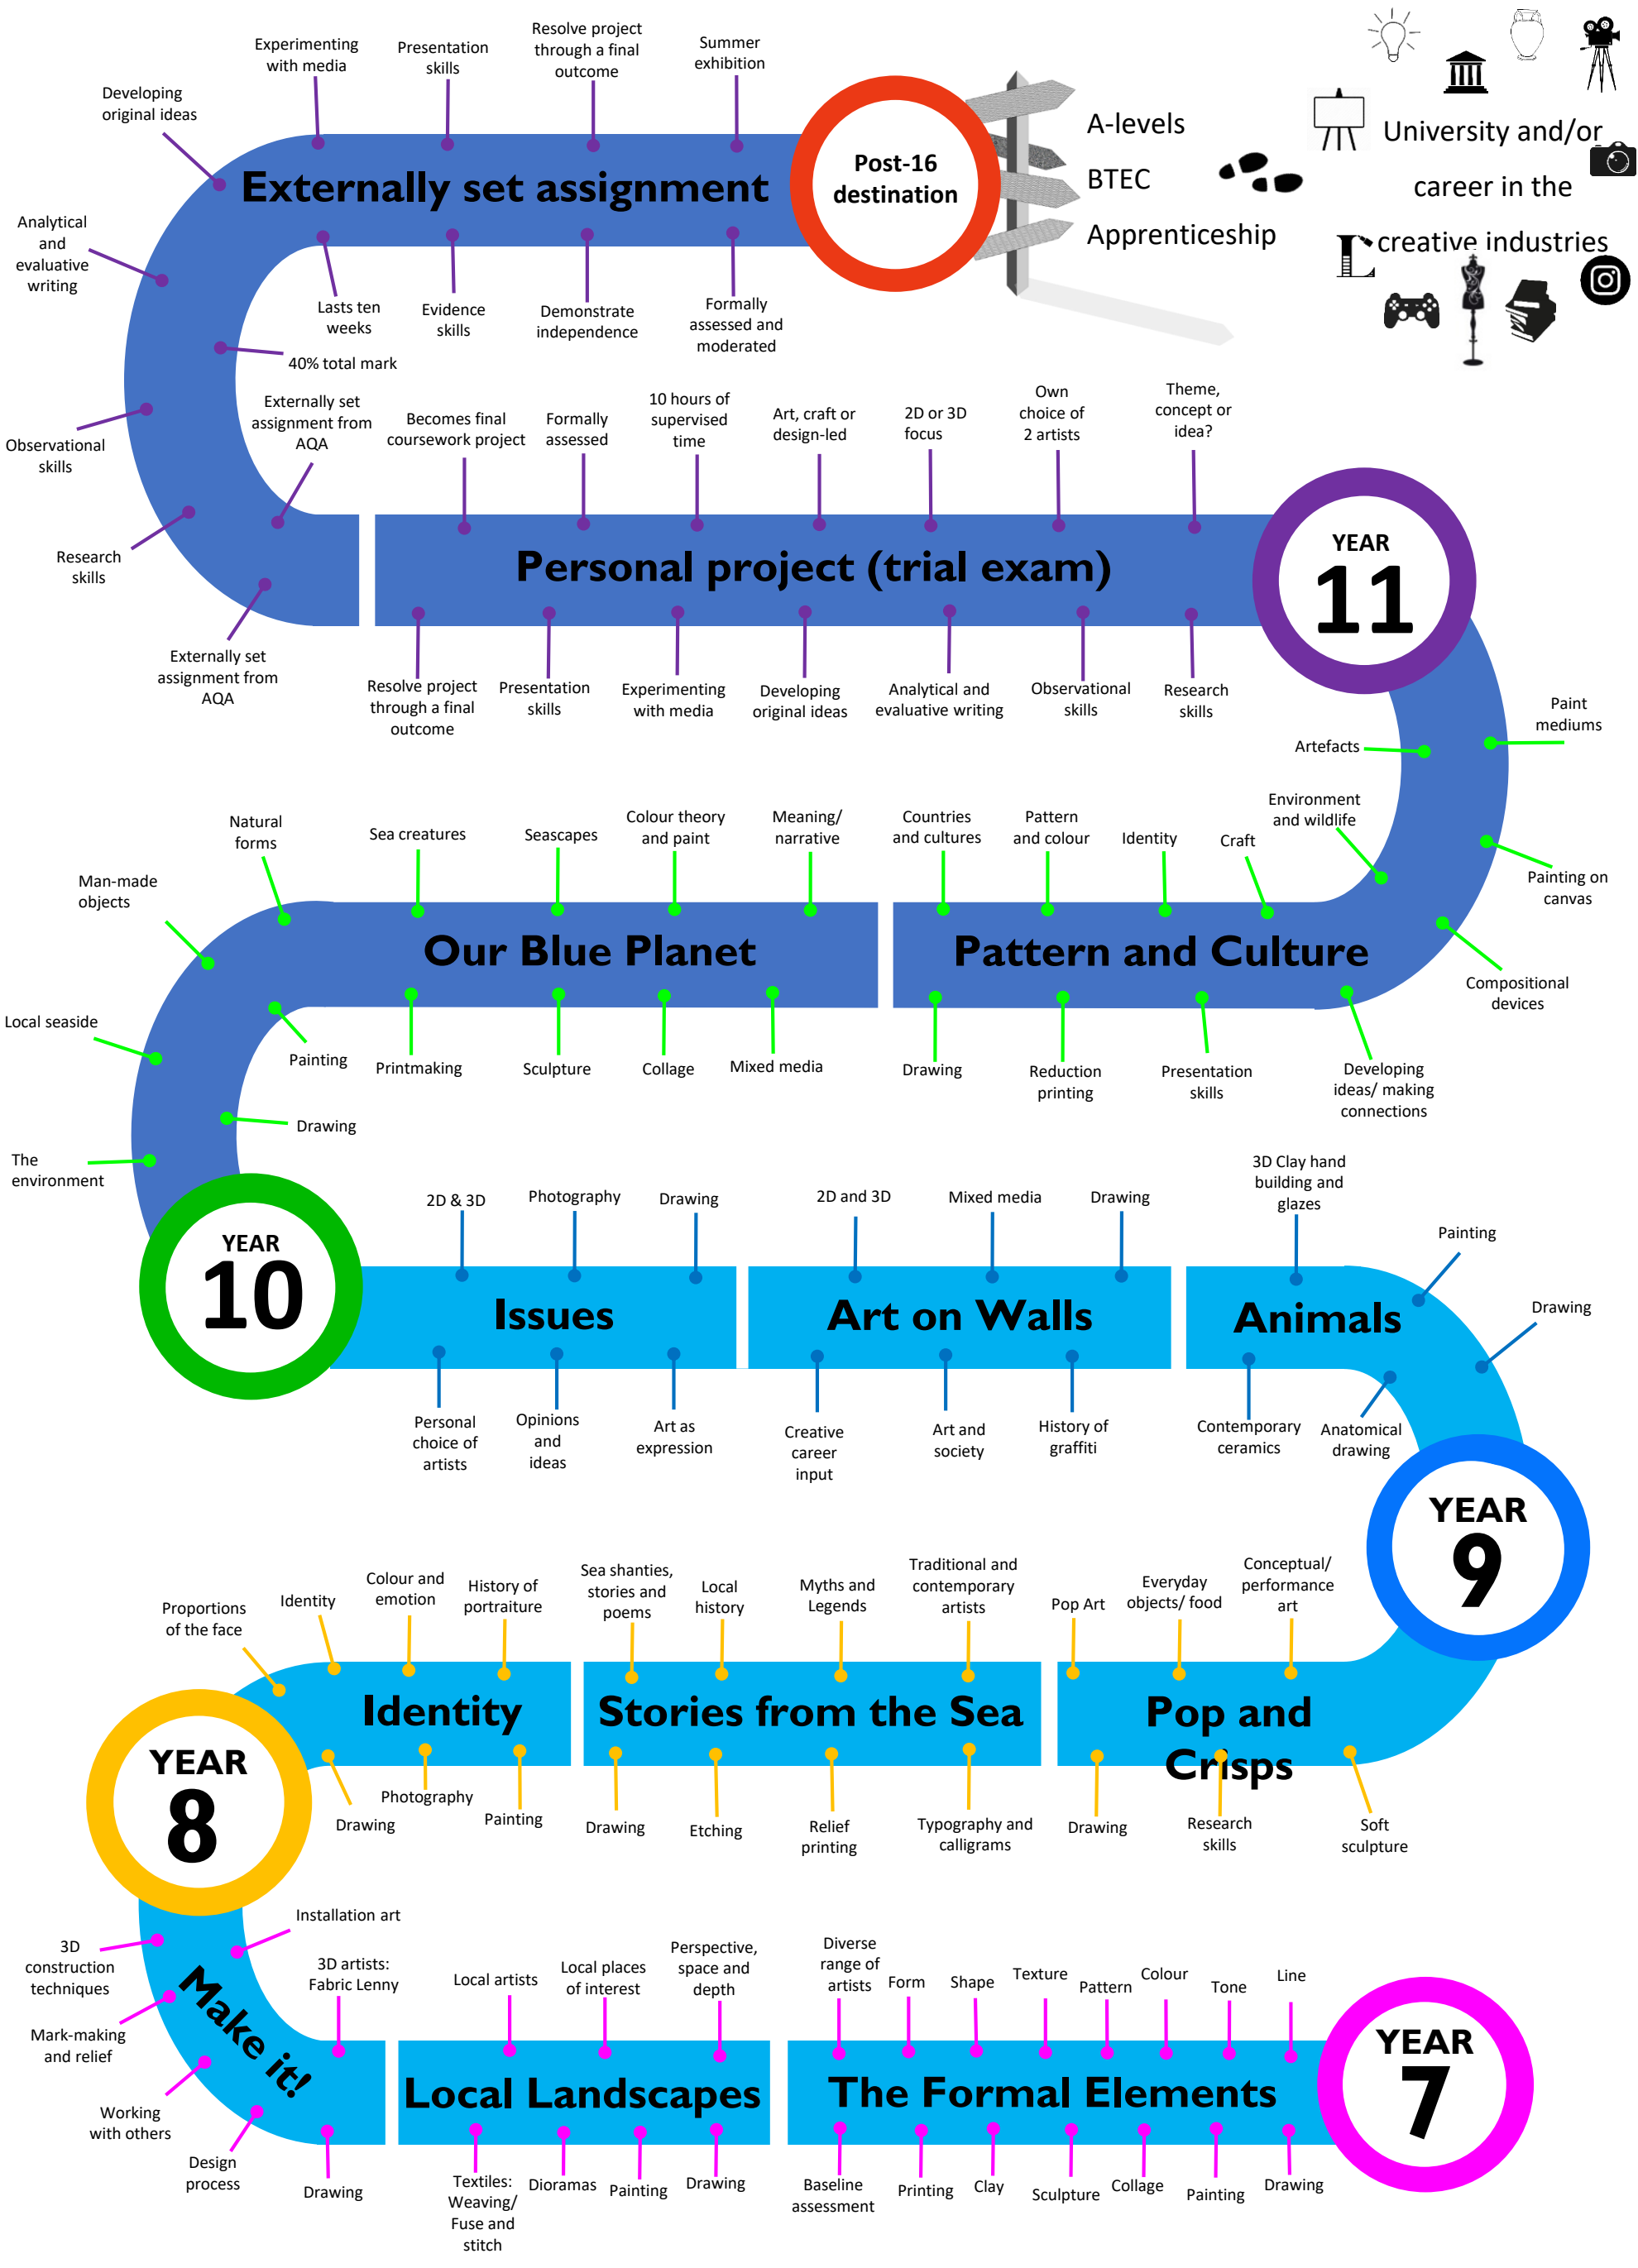 Experimenting
with media
Presentation
skills
Resolve project
through a final
outcome
Summer
exhibition
Developing
original ideas
Externally set assignment
Post-16
destination
A-levels
BTEC
Apprenticeship
University and/or
career in the
creative industries
Analytical
and
evaluative
writing
Lasts ten
weeks
Evidence
skills
Demonstrate
independence
Formally
assessed and
moderated
40% total mark
Observational
skills
Externally set
assignment from
AQA
Research
skills
Externally set
assignment from
AQA
Becomes final
coursework project
Formally
assessed
10 hours of
supervised
time
Art, craft or
design-led
2D or 3D
focus
Own
choice of
2 artists
Theme,
concept or
idea?
Personal project (trial exam)
YEAR
11
Resolve project
through a final
outcome
Presentation
skills
Experimenting
with media
Developing
original ideas
Analytical and
evaluative writing
Observational
skills
Research
skills
Artefacts
Paint
mediums
Environment
and wildlife
Painting on
canvas
Compositional
devices
Natural
forms
Sea creatures
Seascapes
Colour theory
and paint
Meaning/
narrative
Countries
and cultures
Pattern
and colour
Identity
Craft
Man-made
objects
Our Blue Planet
Pattern and Culture
Local seaside
Painting
Printmaking
Sculpture
Collage
Mixed media
Drawing
Reduction
printing
Presentation
skills
Developing
ideas/ making
connections
Drawing
The
environment
YEAR
10
2D & 3D
Photography
Drawing
2D and 3D
Mixed media
Drawing
3D Clay hand
building and
glazes
Painting
Drawing
Issues
Art on Walls
Animals
Personal
choice of
artists
Opinions
and
ideas
Art as
expression
Creative
career
input
Art and
society
History of
graffiti
Contemporary
ceramics
Anatomical
drawing
YEAR
9
Proportions
of the face
Identity
Colour and
emotion
History of
portraiture
Sea shanties,
stories and
poems
Local
history
Myths and
Legends
Traditional and
contemporary
artists
Pop Art
Everyday
objects/ food
Conceptual/
performance
art
Identity
Stories from the Sea
Pop and
Crisps
YEAR
8
Drawing
Photography
Painting
Drawing
Etching
Relief
printing
Typography and
calligrams
Drawing
Research
skills
Soft
sculpture
Installation art
3D
construction
techniques
Mark-making
and relief
Working
with others
Design
process
Drawing
Make it!
3D artists:
Fabric Lenny
Local artists
Local places
of interest
Perspective,
space and
depth
Diverse
range of
artists
Form
Shape
Texture
Pattern
Colour
Tone
Line
Local Landscapes
The Formal Elements
YEAR
7
Textiles:
Weaving/
Fuse and
stitch
Dioramas
Painting
Drawing
Baseline
assessment
Printing
Clay
Sculpture
Collage
Painting
Drawing